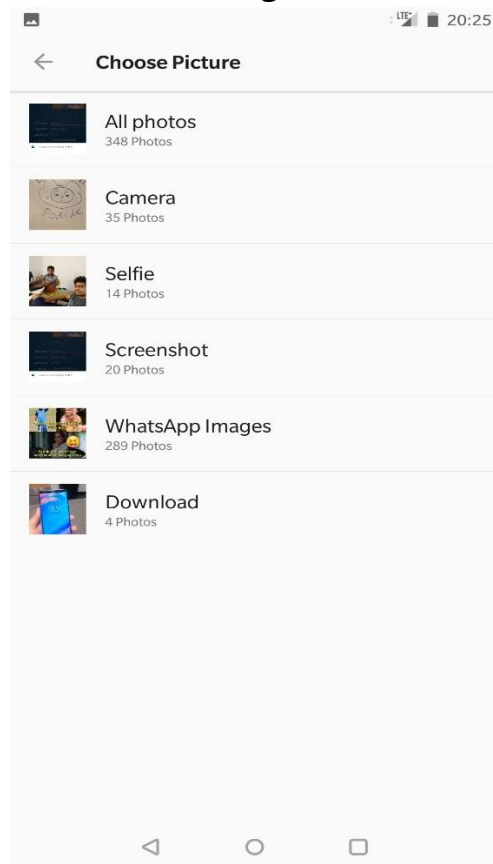 LTE 20:25
Choose Picture
All photos
348 Photos
Camera
35 Photos
Selfie
14 Photos
Screenshot
20 Photos
WhatsApp Images
289 Photos
Download
4 Photos